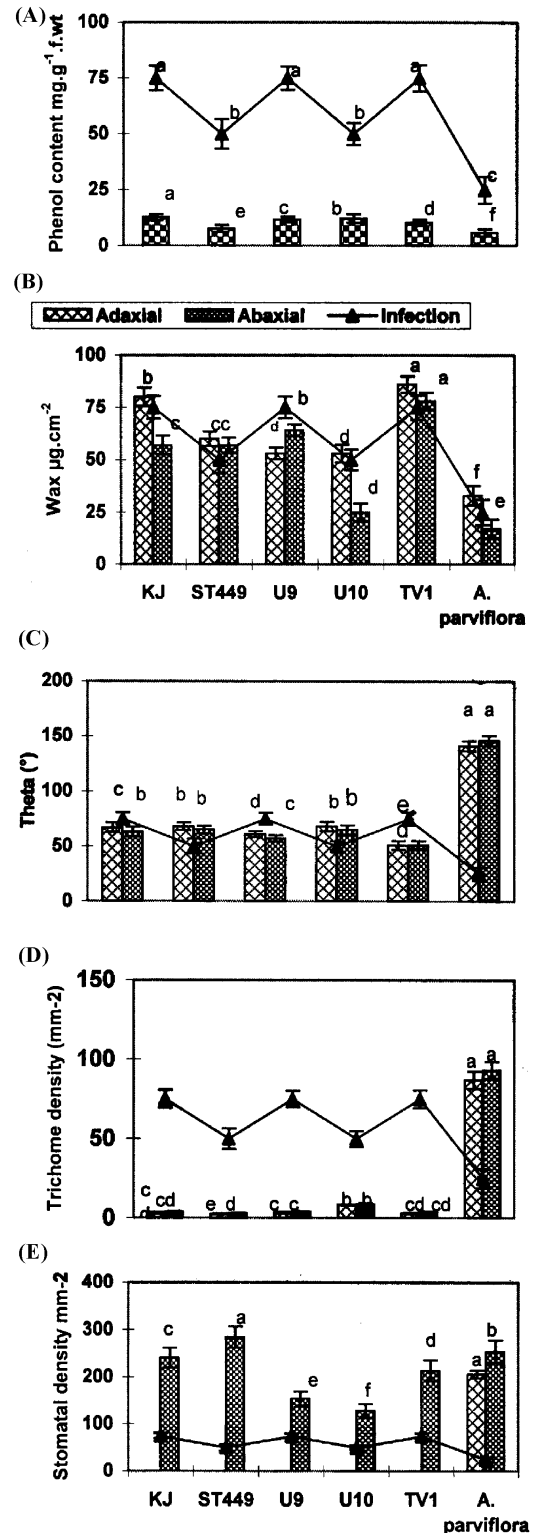 (A)
Phenol content mg.g-1.f.wt
100
75
50
25
0
a b a b a c
a e c b d f
(B)
Adaxial Abaxial Infection
Wax µg.cm-2
100
75
50
25
0
b c cc d b d d a a f e
KJ ST449 U9 U10 TV1 A. parviflora
(C)
Theta (°)
200
150
100
50
0
c b b b d c b b e d a a
(D)
Trichome density (mm-2)
150
100
50
0
c cd e d c c b b cd cd a a
(E)
Stomatal density mm-2
400
300
200
100
0
c a e f d a b
KJ ST449 U9 U10 TV1 A. parviflora